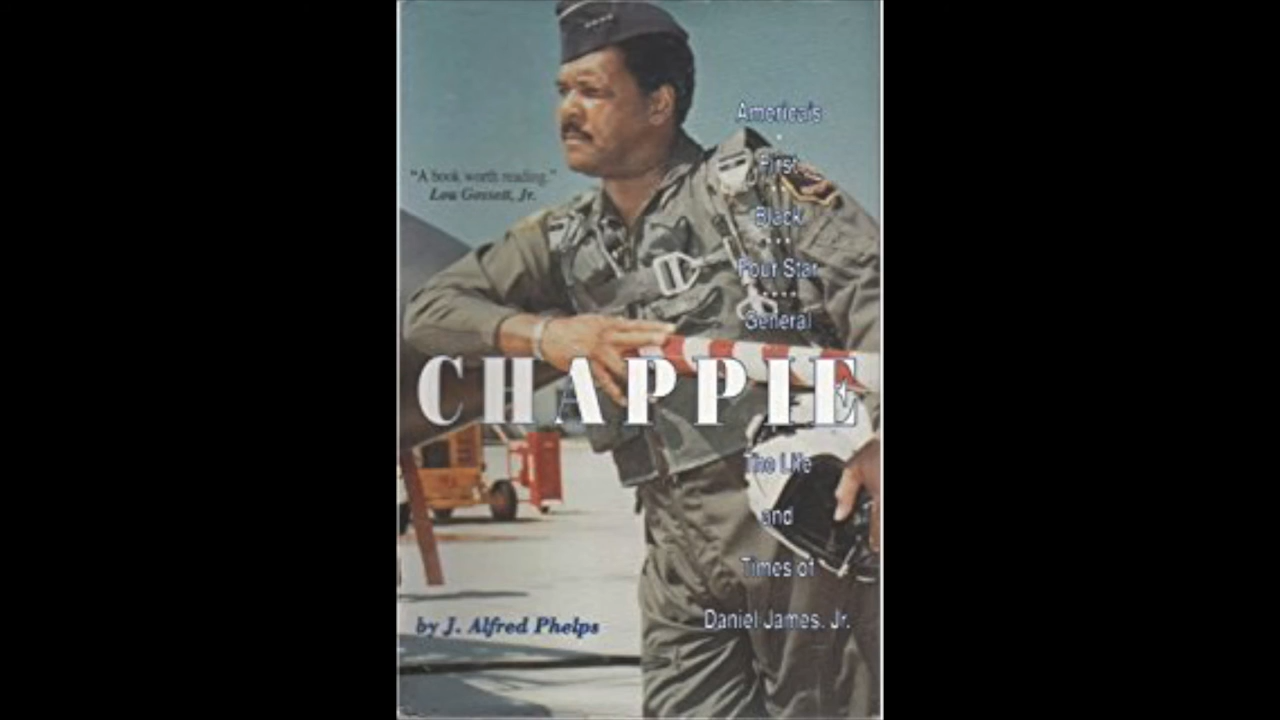 America's
First
Black
Four Star
General
"A book worth reading."
Lou Gossett, Jr.
CHAPPIE
The Life
and
Times of
Daniel James, Jr.
by J. Alfred Phelps